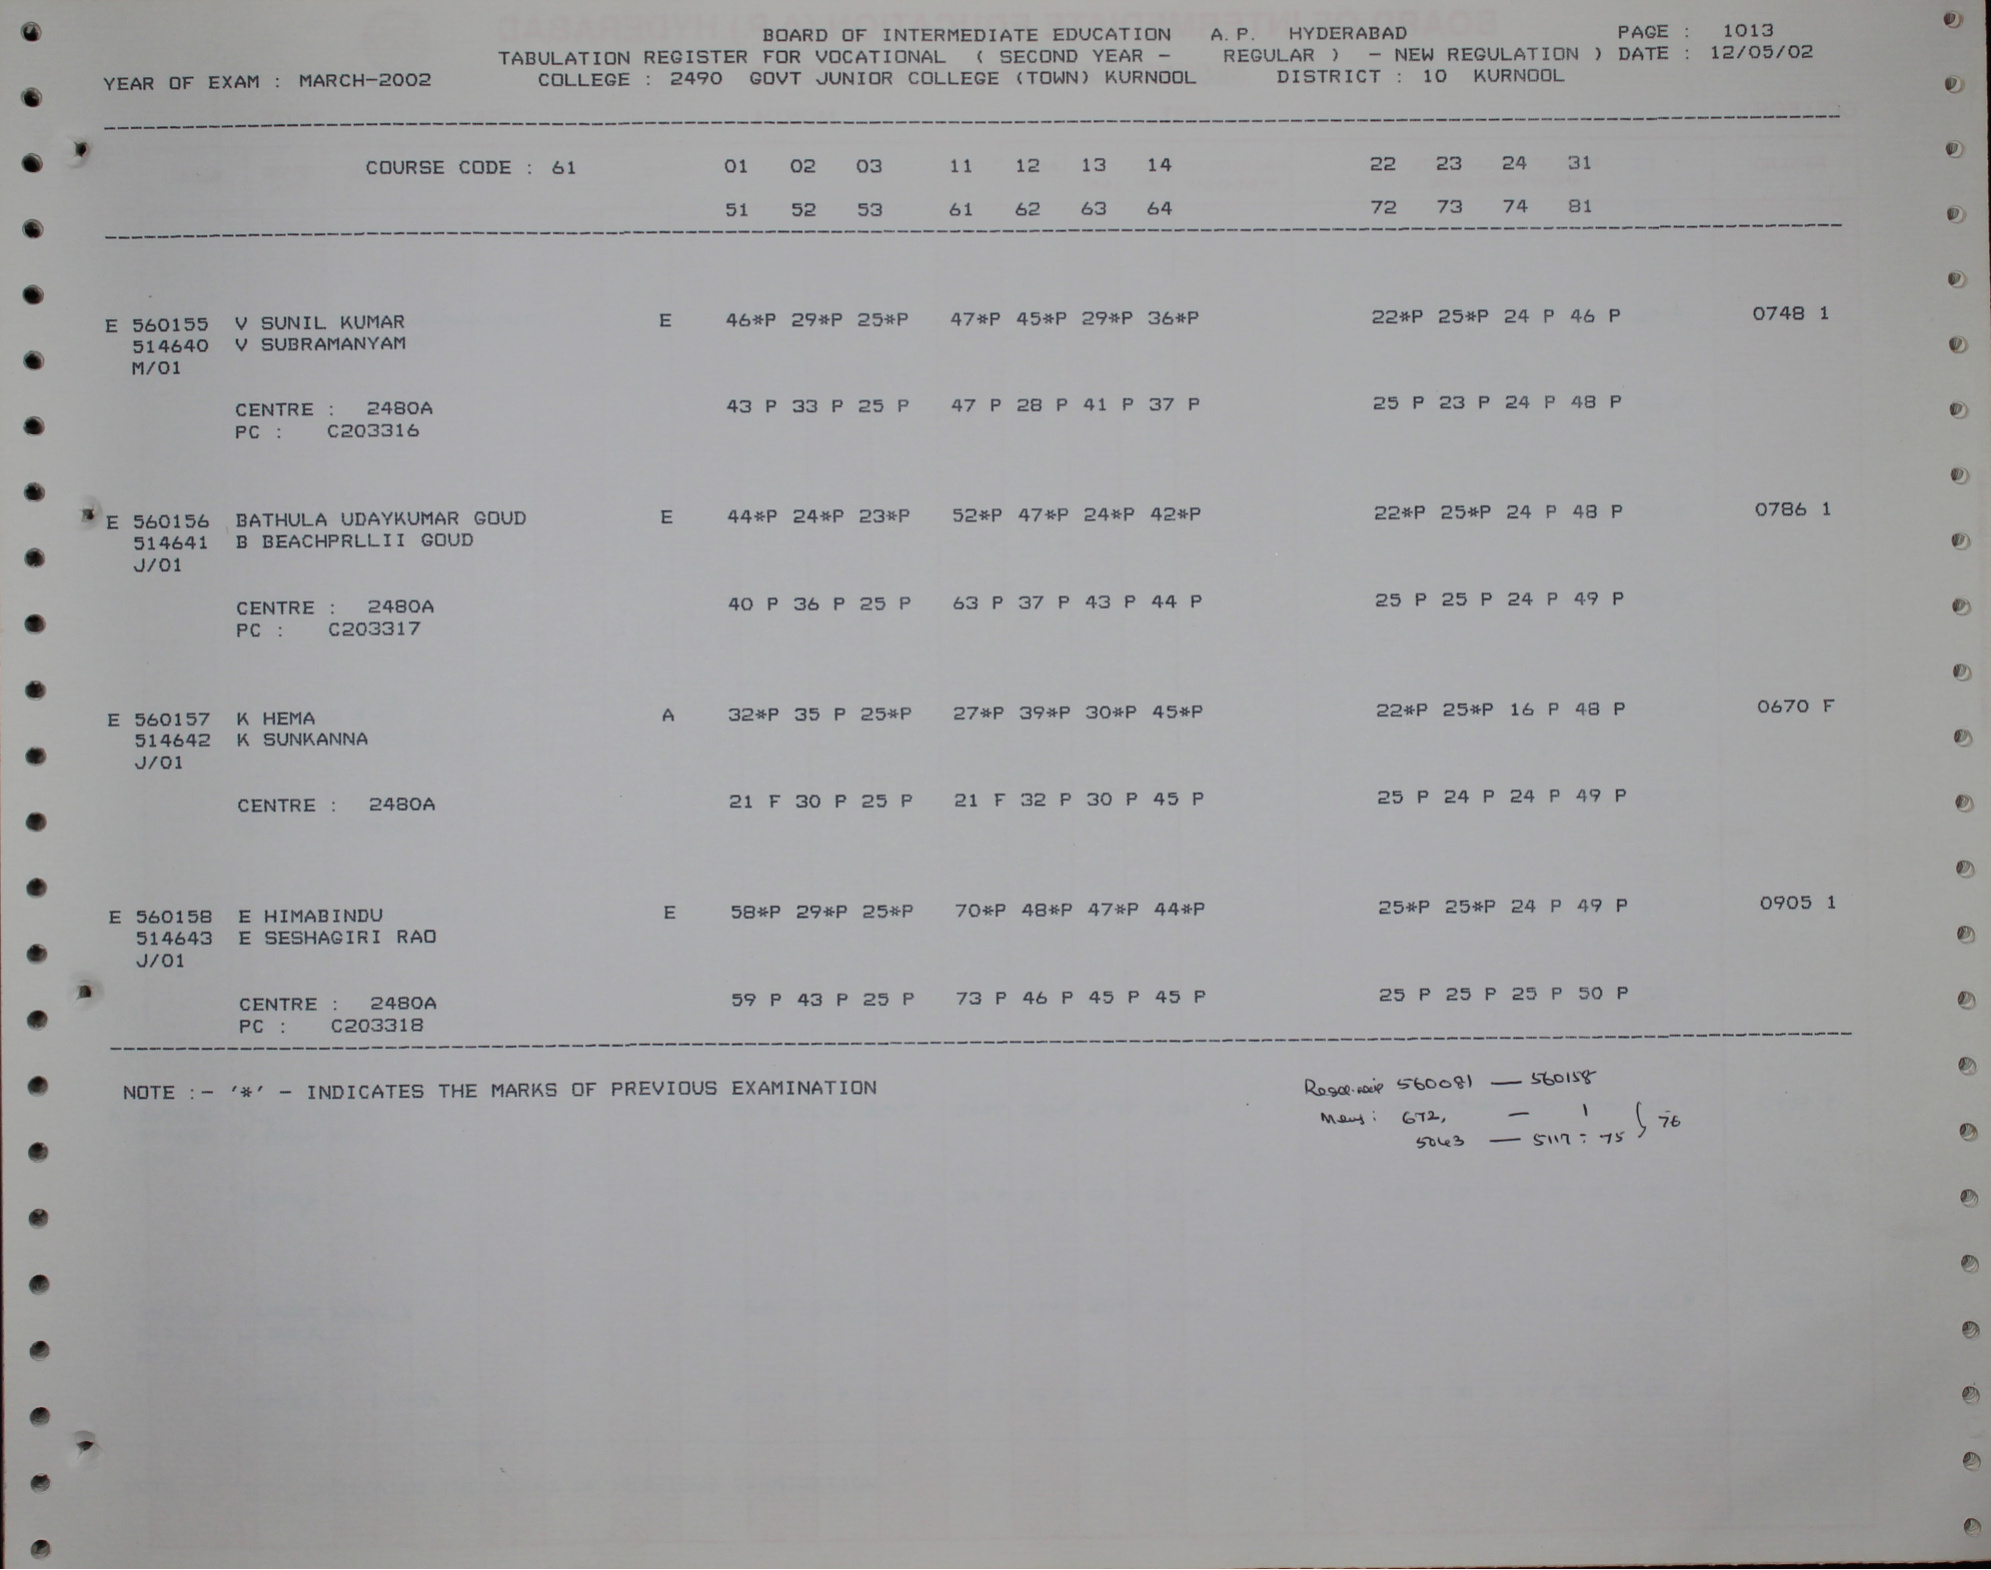 BOARD OF INTERMEDIATE EDUCATION A.P. HYDERABAD PAGE : 1013
TABULATION REGISTER FOR VOCATIONAL ( SECOND YEAR - REGULAR ) - NEW REGULATION ) DATE : 12/05/02
YEAR OF EXAM : MARCH-2002 COLLEGE : 2490 GOVT JUNIOR COLLEGE (TOWN) KURNOOL DISTRICT : 10 KURNOOL
COURSE CODE : 61 01 02 03 11 12 13 14 22 23 24 31
51 52 53 61 62 63 64 72 73 74 81
E 560155 V SUNIL KUMAR E 46*P 29*P 25*P 47*P 45*P 29*P 36*P 22*P 25*P 24 P 46 P 0748 1
514640 V SUBRAMANYAM
M/01
CENTRE : 2480A 43 P 33 P 25 P 47 P 28 P 41 P 37 P 25 P 23 P 24 P 48 P
PC : C203316
E 560156 BATHULA UDAYKUMAR GOUD E 44*P 24*P 23*P 52*P 47*P 24*P 42*P 22*P 25*P 24 P 48 P 0786 1
514641 B BEACHPRLLII GOUD
J/01
CENTRE : 2480A 40 P 36 P 25 P 63 P 37 P 43 P 44 P 25 P 25 P 24 P 49 P
PC : C203317
E 560157 K HEMA A 32*P 35 P 25*P 27*P 39*P 30*P 45*P 22*P 25*P 16 P 48 P 0670 F
514642 K SUNKANNA
J/01
CENTRE : 2480A 21 F 30 P 25 P 21 F 32 P 30 P 45 P 25 P 24 P 24 P 49 P
E 560158 E HIMABINDU E 58*P 29*P 25*P 70*P 48*P 47*P 44*P 25*P 25*P 24 P 49 P 0905 1
514643 E SESHAGIRI RAO
J/01
CENTRE : 2480A 59 P 43 P 25 P 73 P 46 P 45 P 45 P 25 P 25 P 25 P 50 P
PC : C203318
NOTE :- '*' - INDICATES THE MARKS OF PREVIOUS EXAMINATION
560081 — 560158
672, — 1
5043 — 5117 = 75 } 76